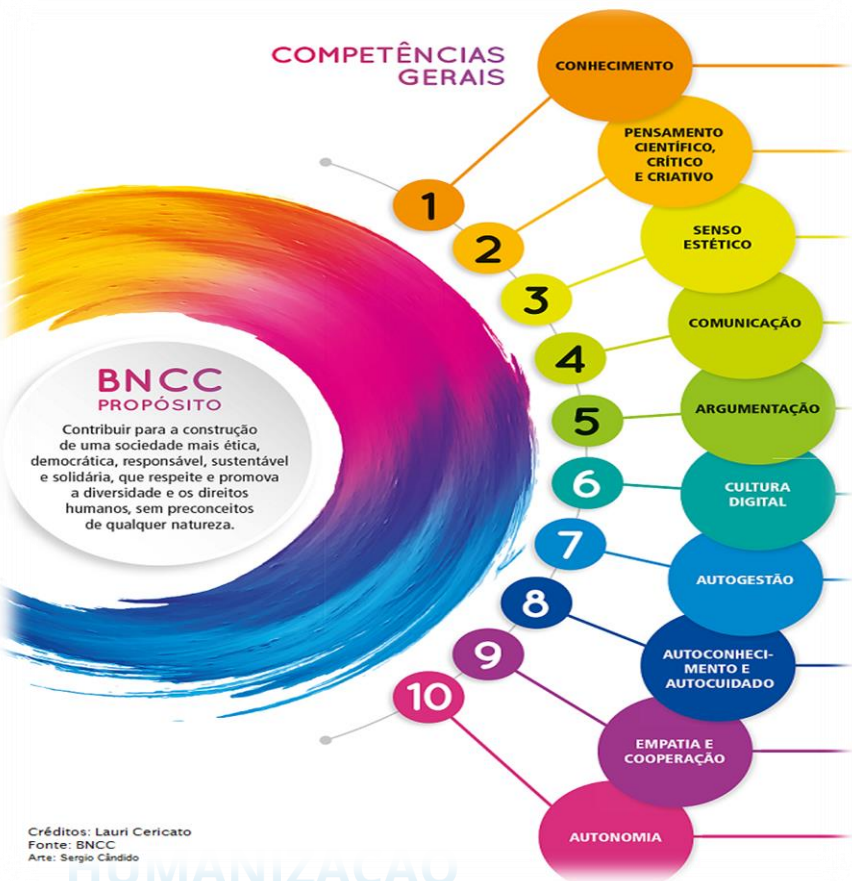 COMPETÊNCIAS
GERAIS
CONHECIMENTO
1
PENSAMENTO
CIENTÍFICO,
CRÍTICO
E CRIATIVO
2
SENSO
ESTÉTICO
3
COMUNICAÇÃO
4
ARGUMENTAÇÃO
5
CULTURA
DIGITAL
6
AUTOGESTÃO
7
AUTOCONHECI-
MENTO E
AUTOCUIDADO
8
EMPATIA E
COOPERAÇÃO
9
AUTONOMIA
10
BNCC
PROPÓSITO
Contribuir para a construção
de uma sociedade mais ética,
democrática, responsável, sustentável
e solidária, que respeite e promova
a diversidade e os direitos
humanos, sem preconceitos
de qualquer natureza.
Créditos: Lauri Cericato
Fonte: BNCC
Arte: Sergio Cândido
HUMANIZAÇÃO